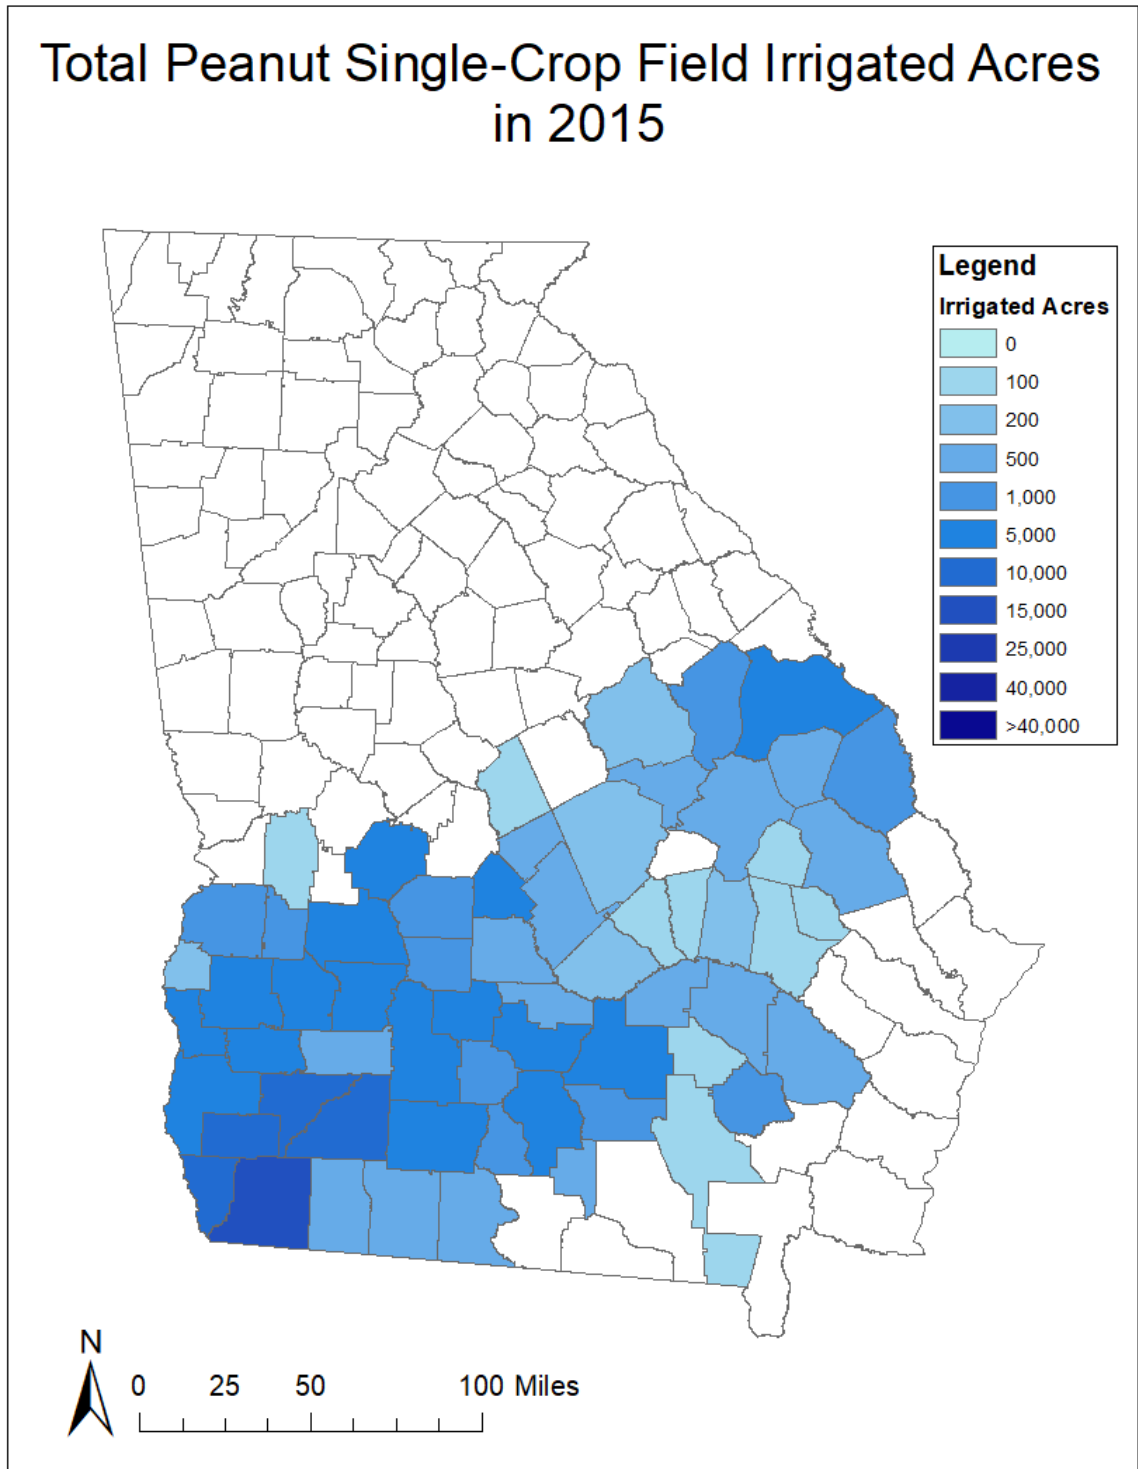 Total Peanut Single-Crop Field Irrigated Acres
in 2015
Legend
Irrigated Acres
0
100
200
500
1,000
5,000
10,000
15,000
25,000
40,000
>40,000
N
0 25 50 100 Miles